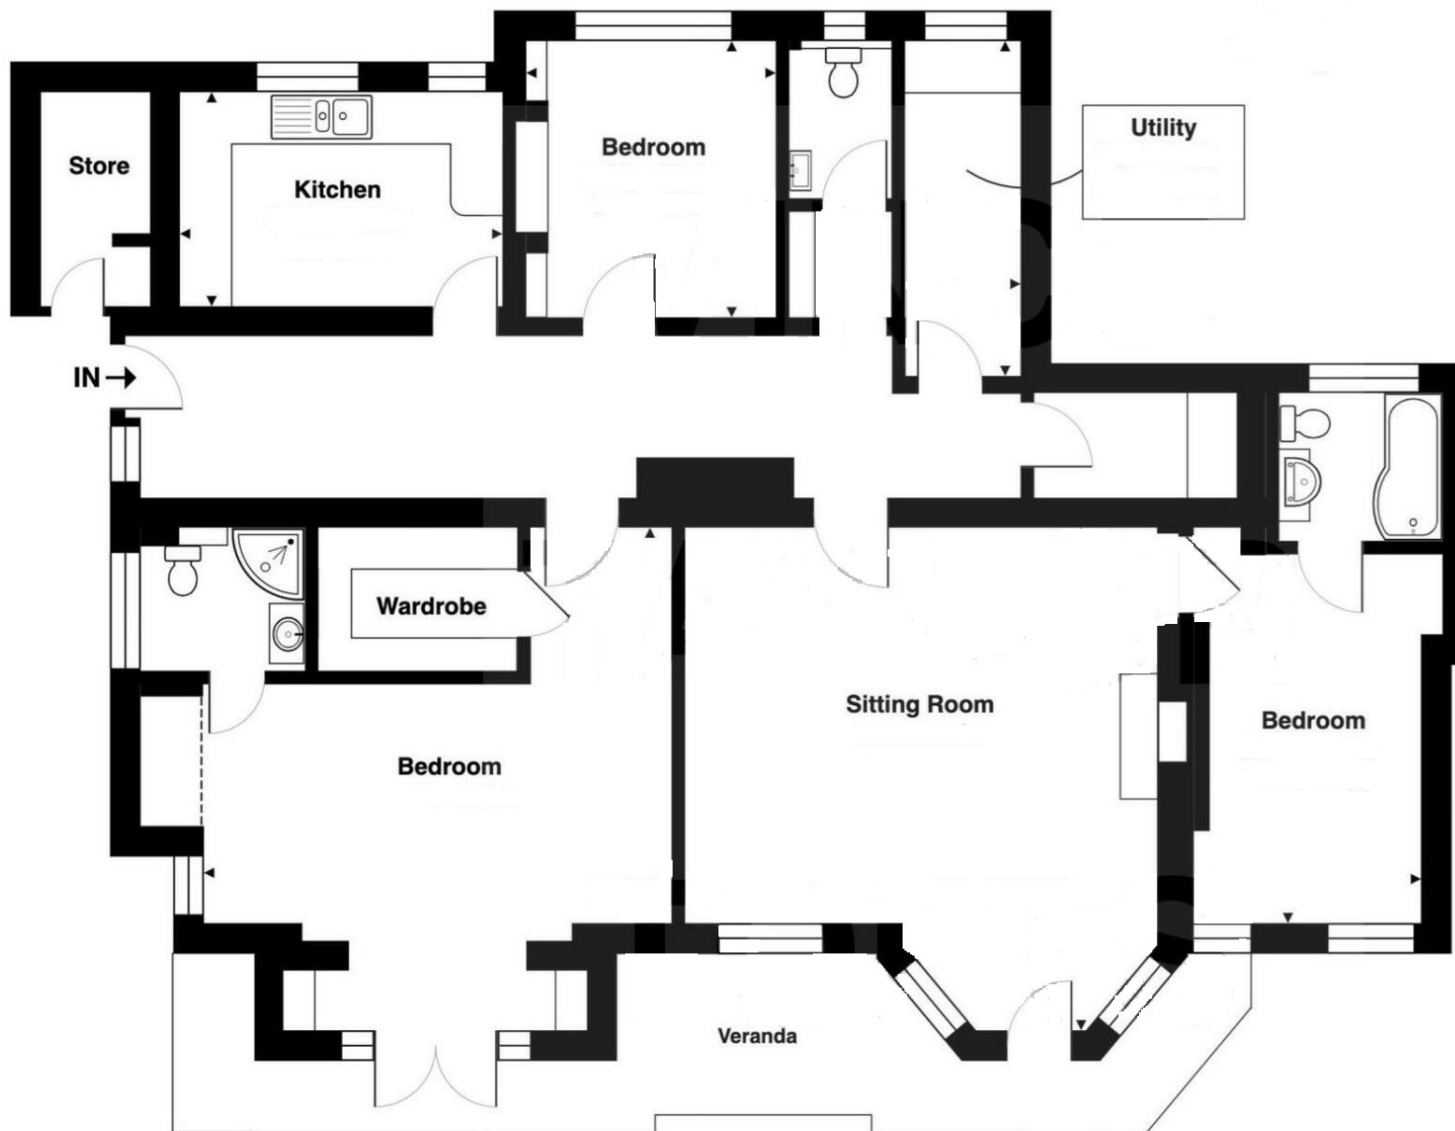 Utility
Bedroom
Store
Kitchen
IN
Wardrobe
Sitting Room
Bedroom
Bedroom
Veranda